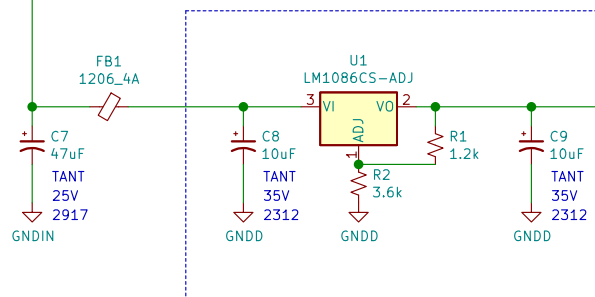 FB1
1206_4A
U1
LM1086CS-ADJ
3
VI
VO
2
ADJ
1
C7
47uF
TANT
25V
2917
GNDIN
C8
10uF
TANT
35V
2312
GNDD
R1
1.2k
R2
3.6k
GNDD
C9
10uF
TANT
35V
2312
GNDD